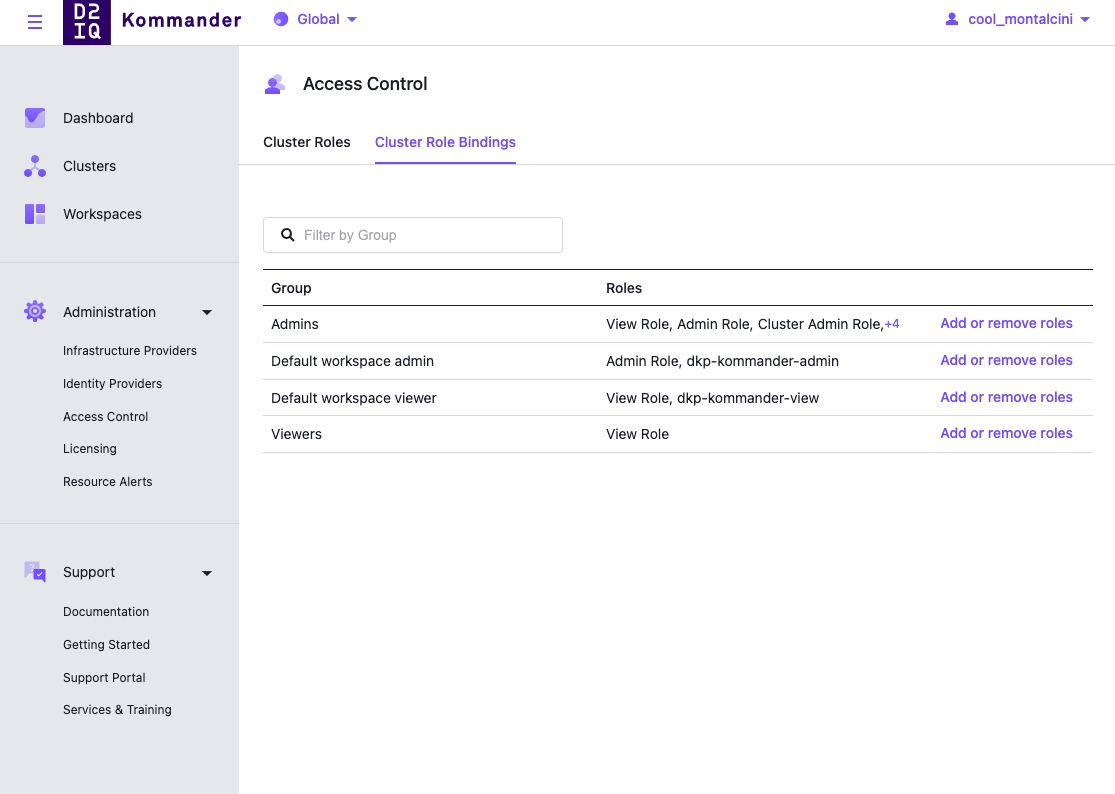 D2
IQ
Kommander
Global
cool_montalcini
Dashboard
Clusters
Workspaces
Administration
Infrastructure Providers
Identity Providers
Access Control
Licensing
Resource Alerts
Support
Documentation
Getting Started
Support Portal
Services & Training
Access Control
Cluster Roles Cluster Role Bindings
Filter by Group
Group Roles
Admins View Role, Admin Role, Cluster Admin Role,+4 Add or remove roles
Default workspace admin Admin Role, dkp-kommander-admin Add or remove roles
Default workspace viewer View Role, dkp-kommander-view Add or remove roles
Viewers View Role Add or remove roles